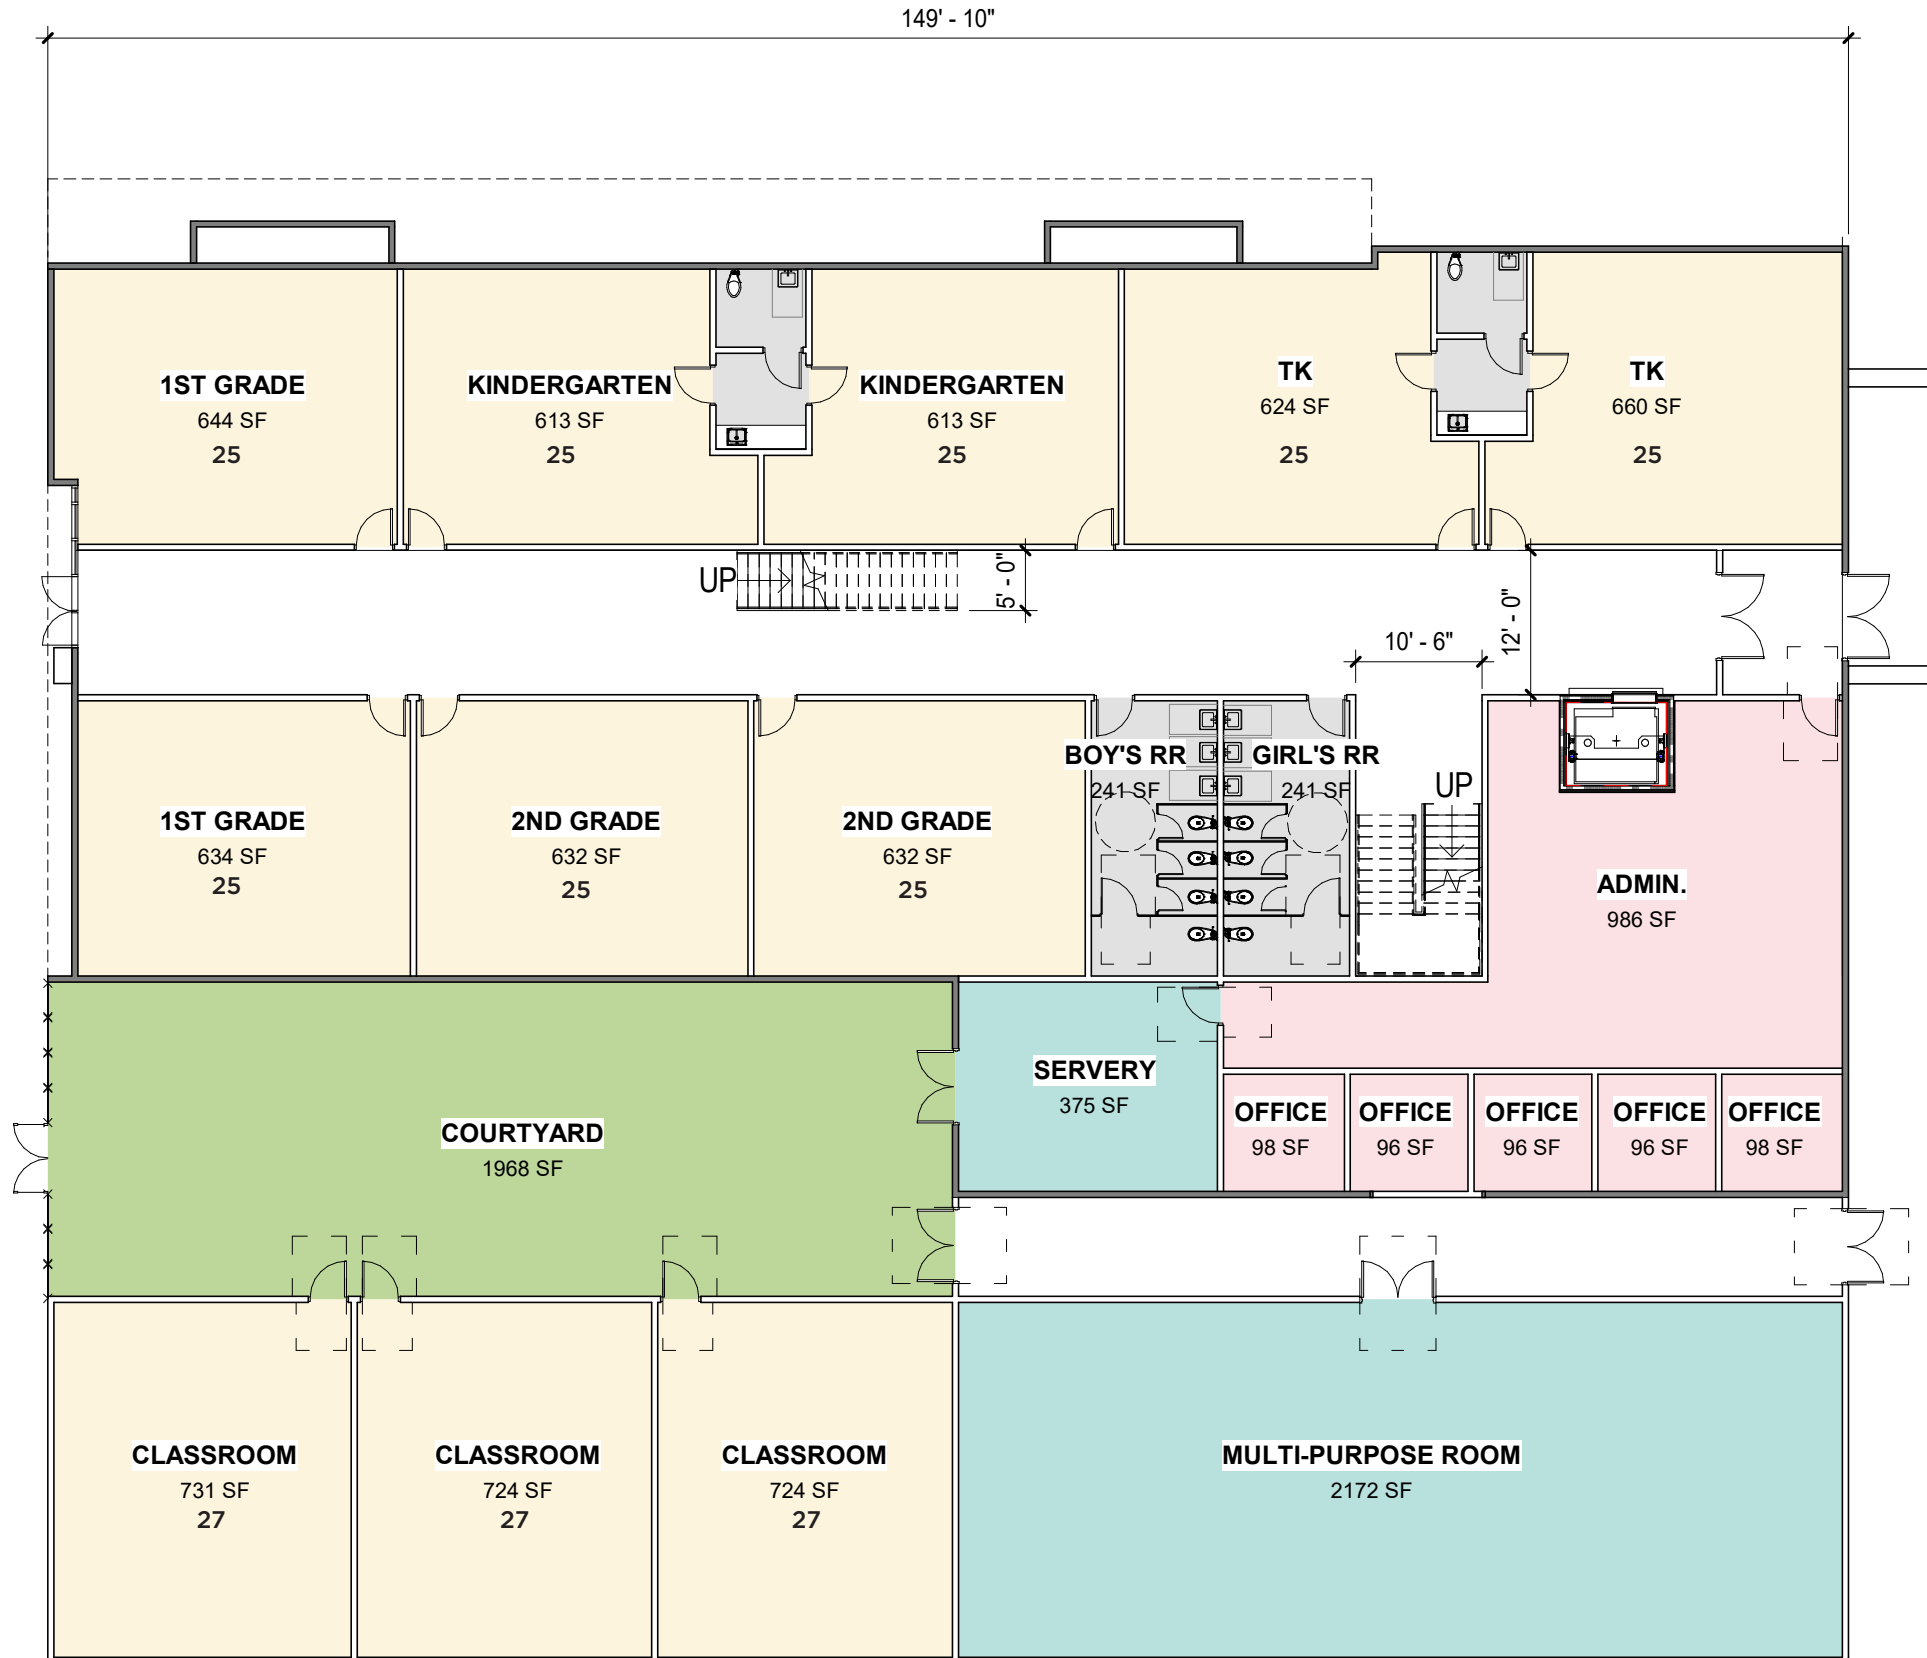 149' - 10"
1ST GRADE
644 SF
25
KINDERGARTEN
613 SF
25
KINDERGARTEN
613 SF
25
TK
624 SF
25
TK
660 SF
25
UP
5' - 0"
10' - 6"
12' - 0"
1ST GRADE
634 SF
25
2ND GRADE
632 SF
25
2ND GRADE
632 SF
25
BOY'S RR
241 SF
GIRL'S RR
241 SF
UP
ADMIN.
986 SF
COURTYARD
1968 SF
SERVERY
375 SF
OFFICE
98 SF
OFFICE
96 SF
OFFICE
96 SF
OFFICE
96 SF
OFFICE
98 SF
CLASSROOM
731 SF
27
CLASSROOM
724 SF
27
CLASSROOM
724 SF
27
MULTI-PURPOSE ROOM
2172 SF